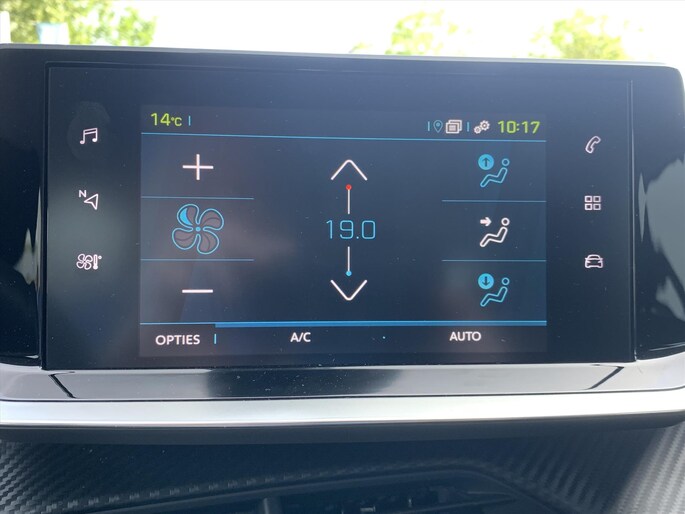 14°C
10:17
N
19.0
OPTIES
A/C
AUTO